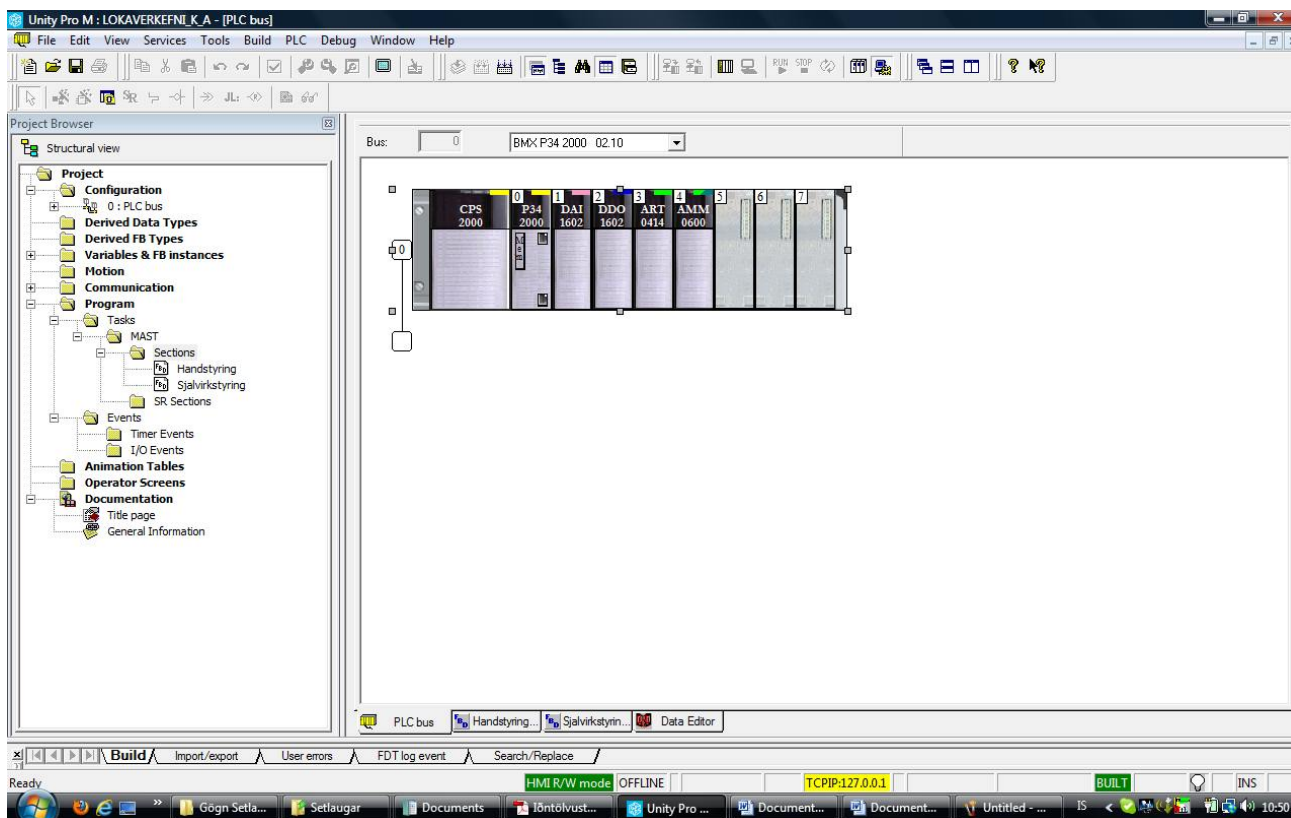 Unity Pro M : LOKAVERKEFNI_K_A - [PLC bus]
File Edit View Services Tools Build PLC Debug Window Help
RUN STOP
SR JL:
Project Browser
Structural view
Project
Configuration
0 : PLC bus
Derived Data Types
Derived FB Types
Variables & FB instances
Motion
Communication
Program
Tasks
MAST
Sections
Handstyring
Sjalvirkstyring
SR Sections
Events
Timer Events
I/O Events
Animation Tables
Operator Screens
Documentation
Title page
General Information
Bus: 0 BMX P34 2000 02.10
0 1 2 3 4 5 6 7
CPS P34 DAI DDO ART AMM
2000 2000 1602 1602 0414 0600
Mem
0
PLC bus Handstyring... Sjalvirkstyrin... Data Editor
Build Import/export User errors FDT log event Search/Replace
Ready HMI R/W mode OFFLINE TCPIP:127.0.0.1 BUILT INS
Gögn Setla... Setlaugar Documents Iðntölvust... Unity Pro ... Document... Document... Untitled - ... IS 10:50